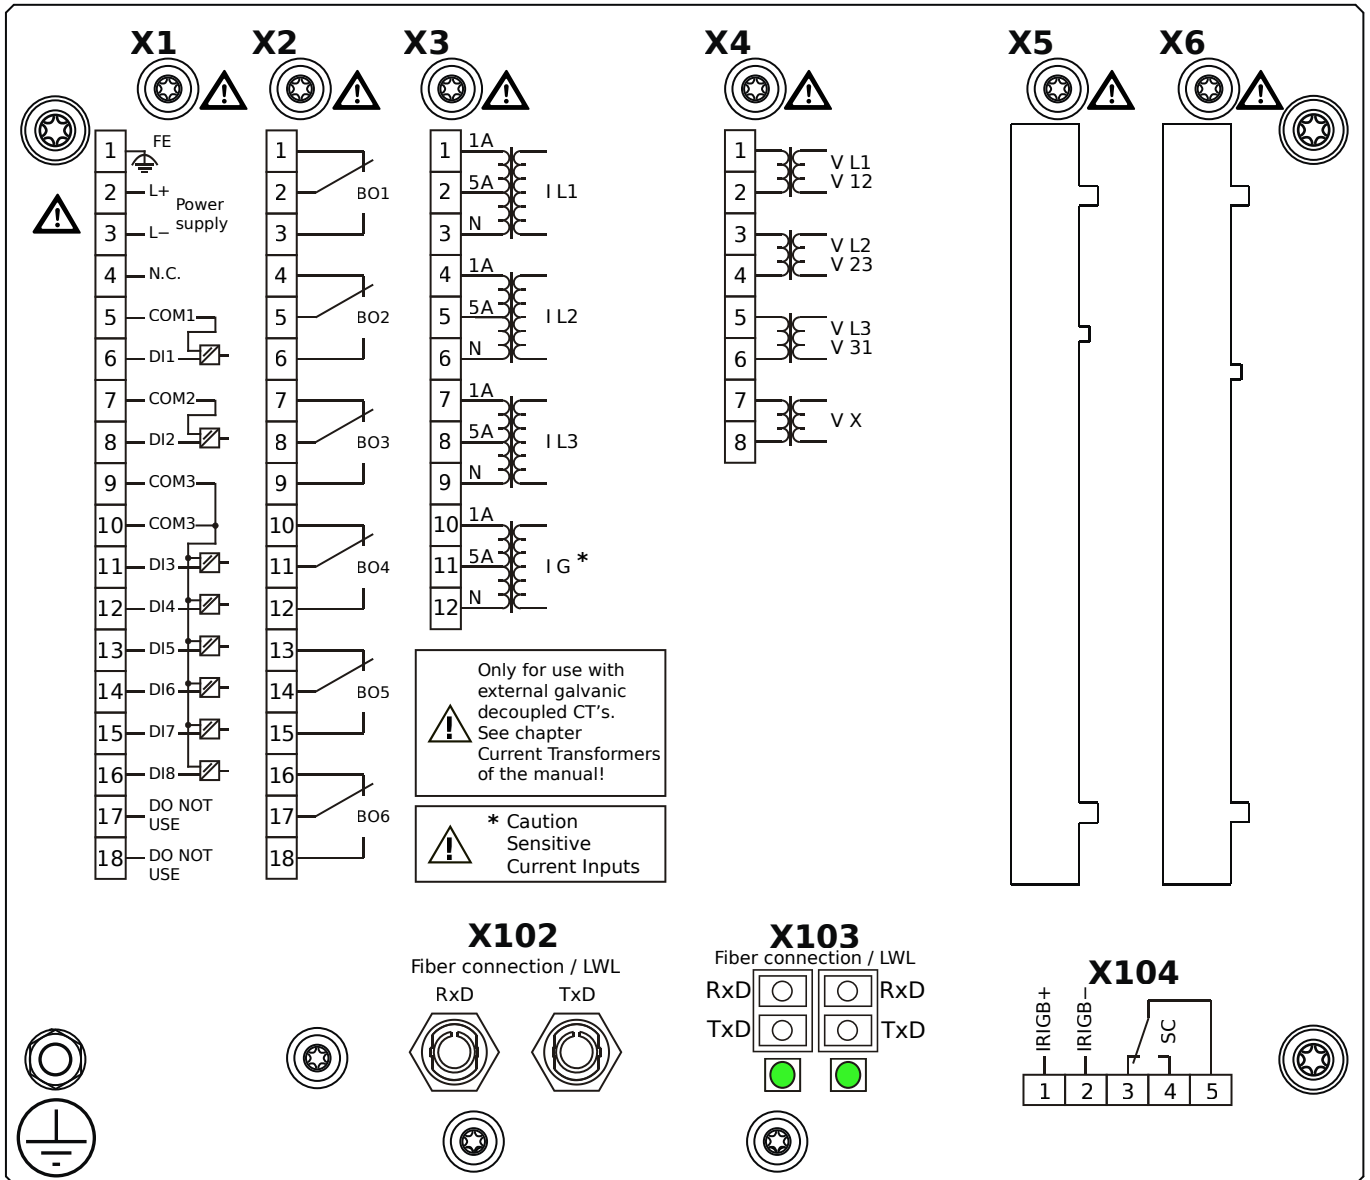 X1
X2
X3
X4
X5
X6
1
FE
2
L+
Power
supply
3
L−
4
N.C.
5
COM1
6
DI1
7
COM2
8
DI2
9
COM3
10
COM3
11
DI3
12
DI4
13
DI5
14
DI6
15
DI7
16
DI8
17
DO NOT
USE
18
DO NOT
USE
1
2
BO1
3
4
5
BO2
6
7
8
BO3
9
10
11
BO4
12
13
14
BO5
15
16
17
BO6
18
1
1A
2
5A
I L1
3
N
4
1A
5
5A
I L2
6
N
7
1A
8
5A
I L3
9
N
10
1A
11
5A
I G *
12
N
Only for use with
external galvanic
decoupled CT's.
See chapter
Current Transformers
of the manual!
* Caution
Sensitive
Current Inputs
1
2
V L1
V 12
3
4
V L2
V 23
5
6
V L3
V 31
7
8
V X
X102
Fiber connection / LWL
RxD
TxD
X103
Fiber connection / LWL
RxD
RxD
TxD
TxD
X104
IRIGB+
IRIGB−
SC
1
2
3
4
5